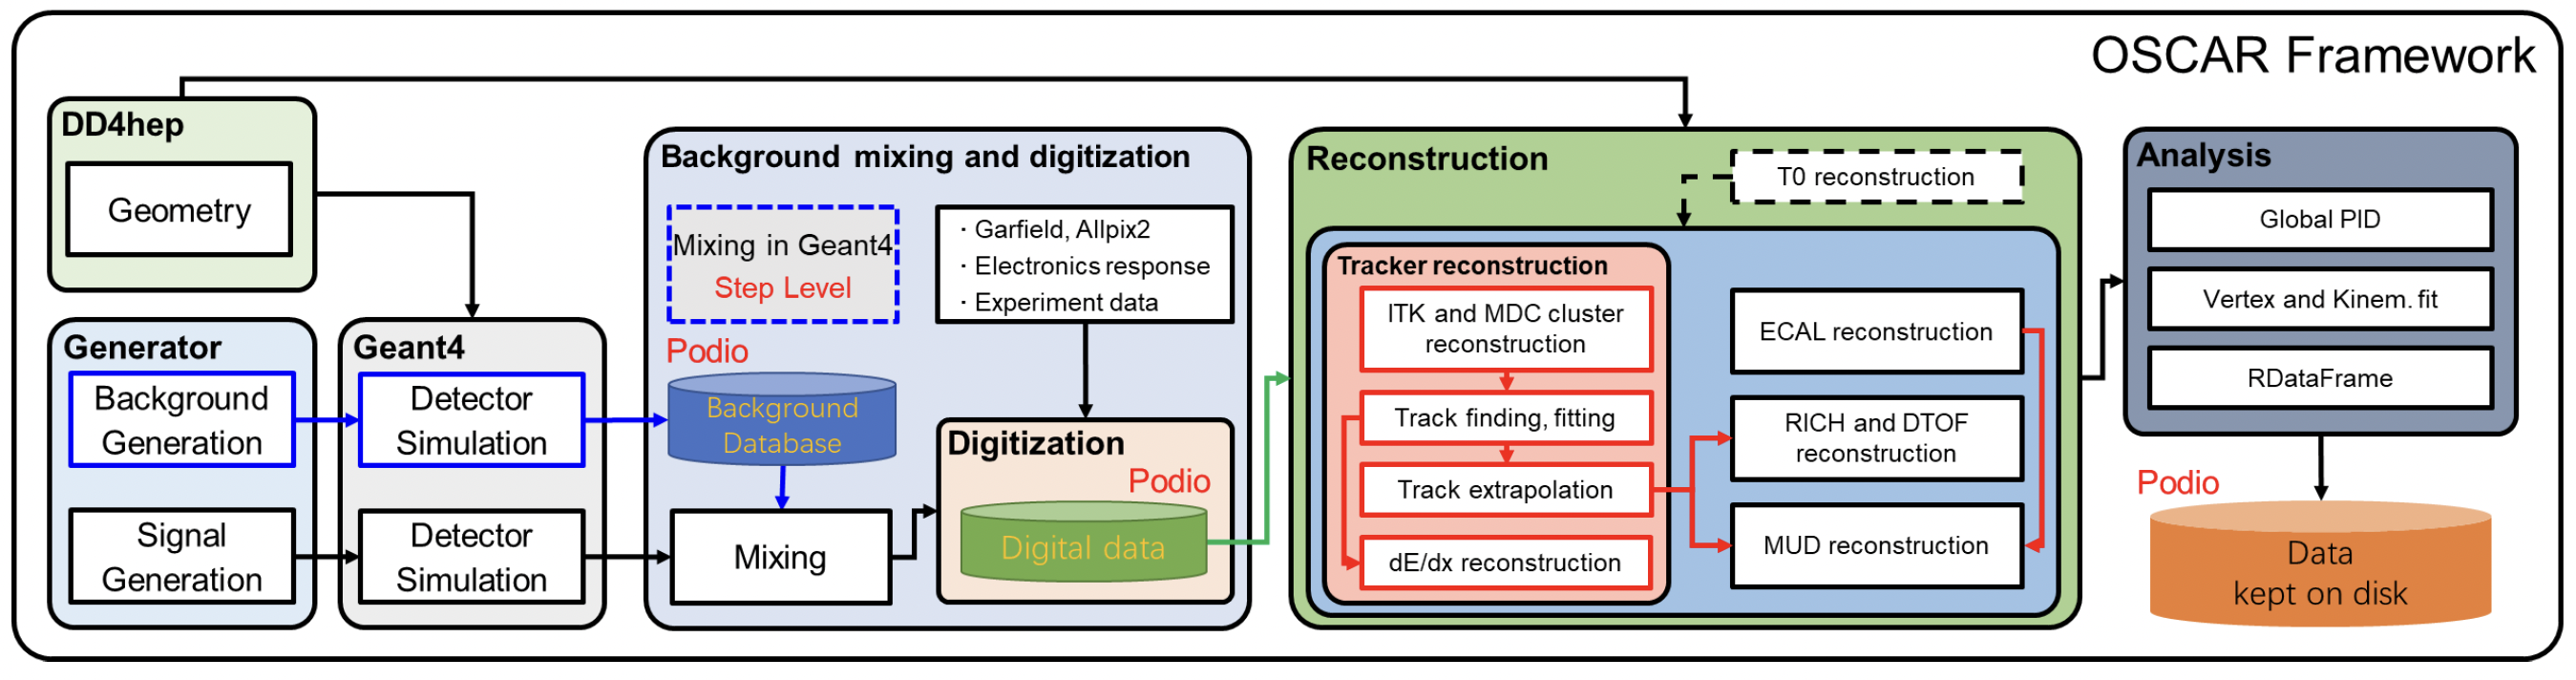 OSCAR Framework
DD4hep
Geometry
Generator
Background
Generation
Signal
Generation
Geant4
Detector
Simulation
Detector
Simulation
Background mixing and digitization
Mixing in Geant4
Step Level
· Garfield, Allpix2
· Electronics response
· Experiment data
Podio
Background
Database
Mixing
Digitization
Podio
Digital data
Reconstruction
T0 reconstruction
Tracker reconstruction
ITK and MDC cluster
reconstruction
Track finding, fitting
Track extrapolation
dE/dx reconstruction
ECAL reconstruction
RICH and DTOF
reconstruction
MUD reconstruction
Analysis
Global PID
Vertex and Kinem. fit
RDataFrame
Podio
Data
kept on disk